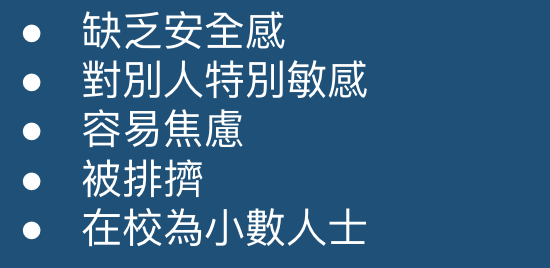 ● 缺乏安全感
● 對別人特別敏感
● 容易焦慮
● 被排擠
● 在校為小數人士